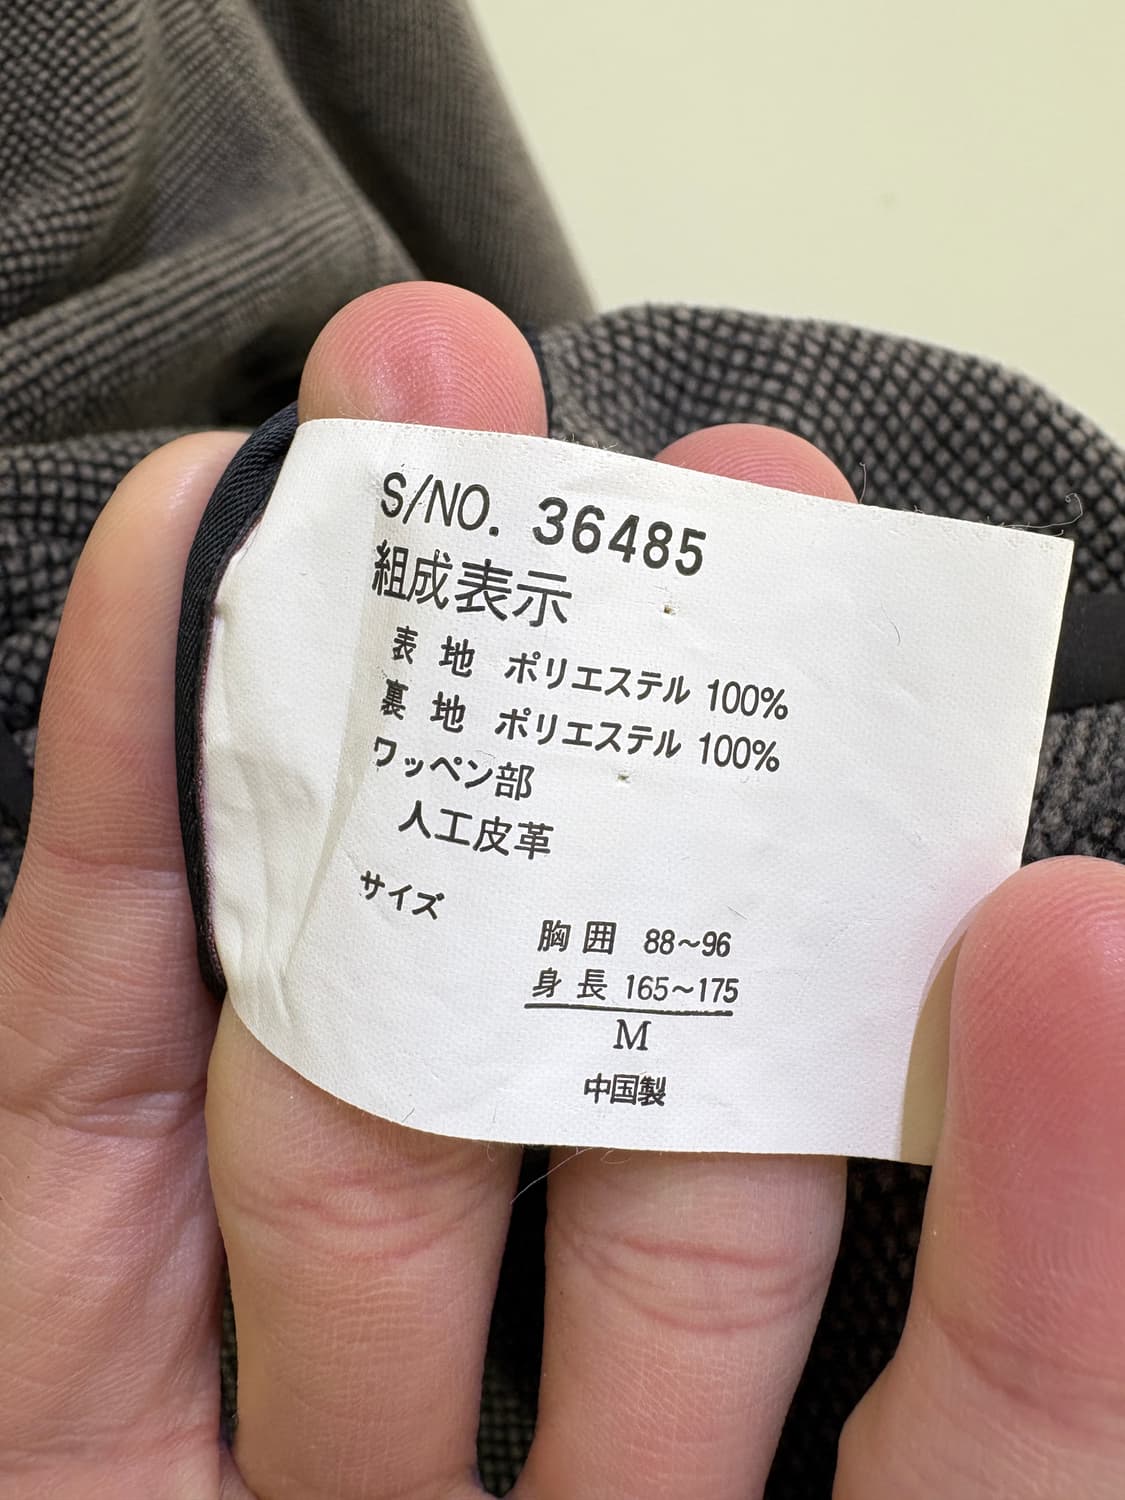 S/NO. 36485
組成表示
表 地 ポリエステル 100%
裏 地 ポリエステル 100%
ワッペン部
人工皮革
サイズ
胸 囲 88~96
身 長 165~175
M
中国製